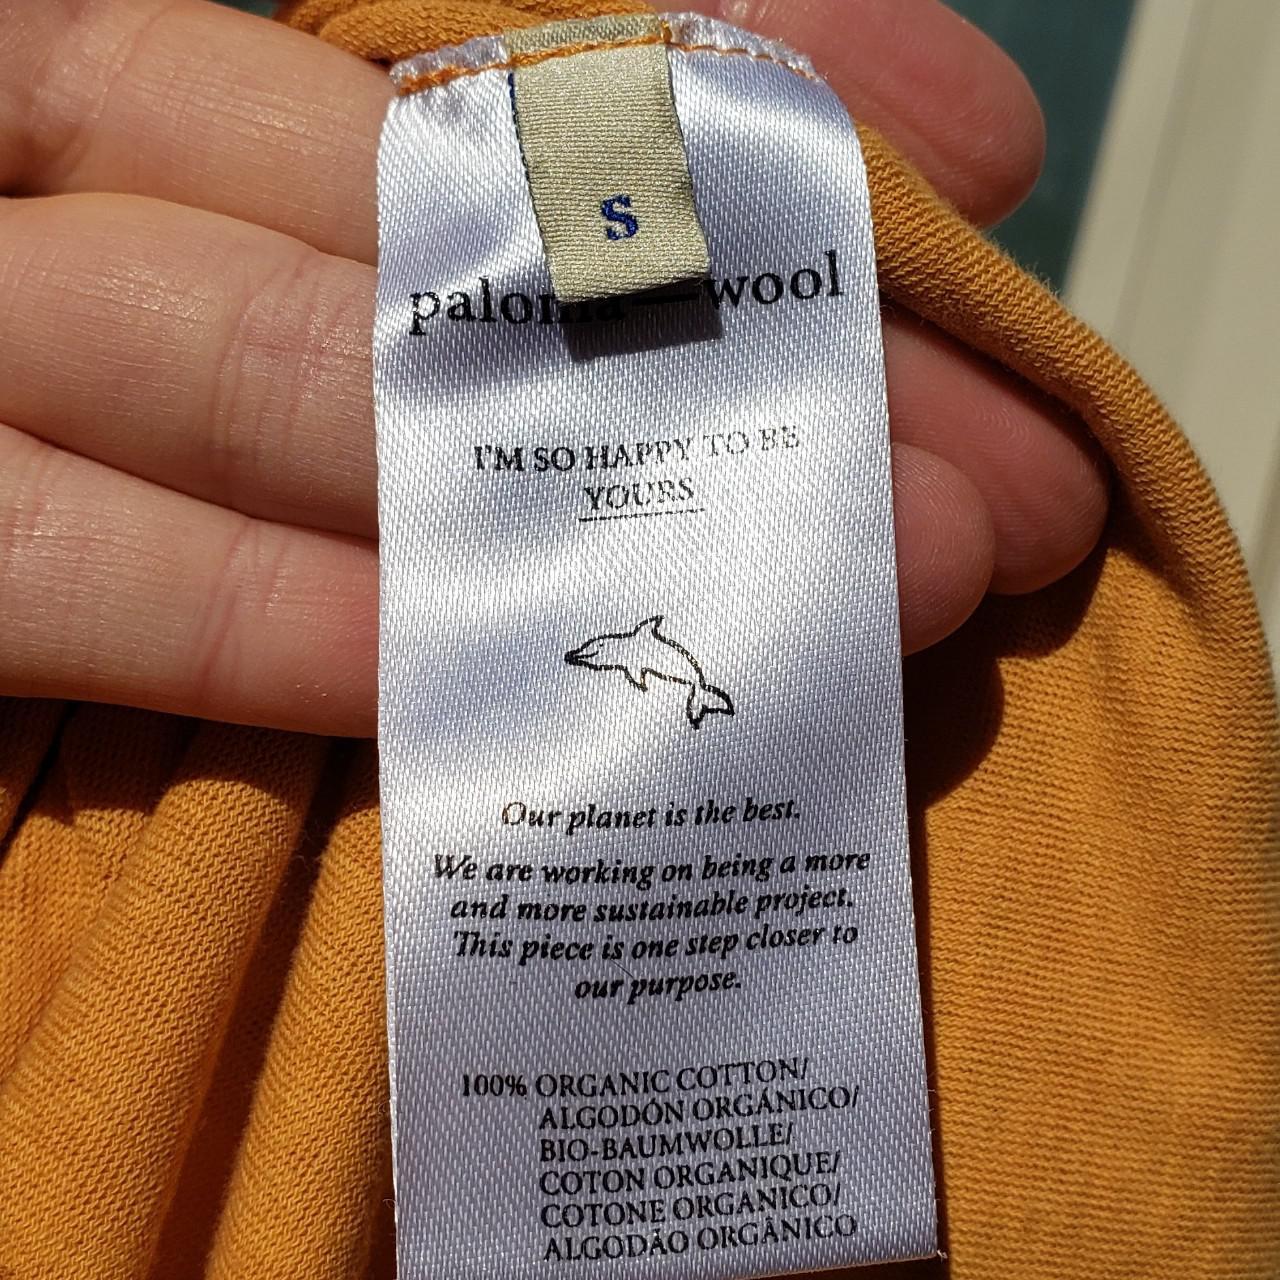 S
paloma—wool
I'M SO HAPPY TO BE
YOURS
Our planet is the best.
We are working on being a more
and more sustainable project.
This piece is one step closer to
our purpose.
100% ORGANIC COTTON/
ALGODÓN ORGÁNICO/
BIO-BAUMWOLLE/
COTON ORGANIQUE/
COTONE ORGANICO/
ALGODÃO ORGÂNICO